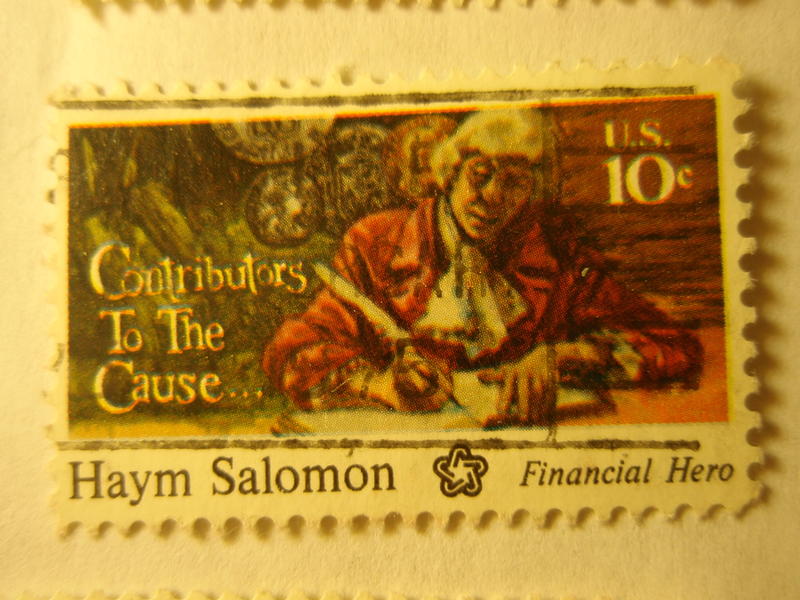 U.S.
10c
Contributors
To The
Cause...
Haym Salomon
Financial Hero